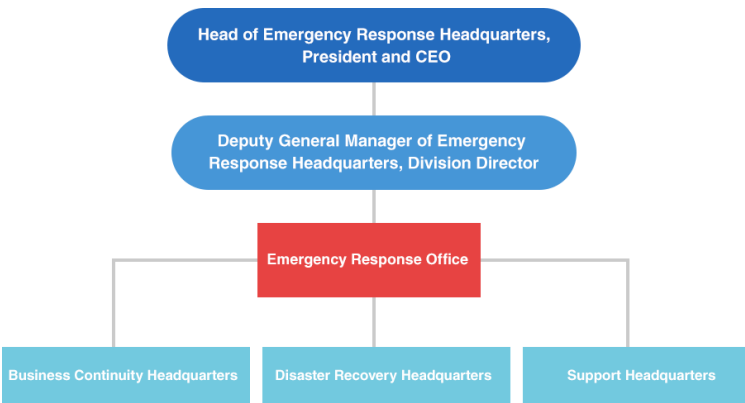 Head of Emergency Response Headquarters,
President and CEO
Deputy General Manager of Emergency
Response Headquarters, Division Director
Emergency Response Office
Business Continuity Headquarters
Disaster Recovery Headquarters
Support Headquarters